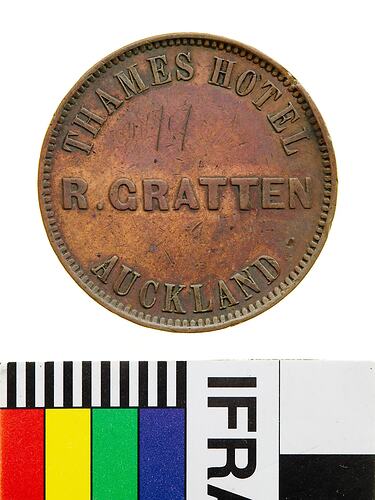 THAMES HOTEL
R.GRATTEN
AUCKLAND
IFRA